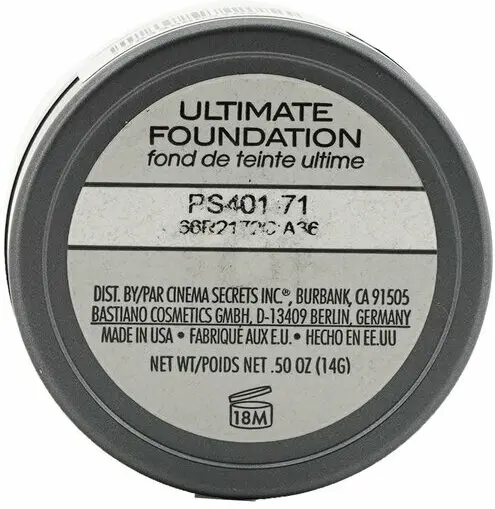 ULTIMATE
FOUNDATION
fond de teinte ultime
PS401-71
DIST. BY/PAR CINEMA SECRETS INC®, BURBANK, CA 91505
BASTIANO COSMETICS GMBH, D-13409 BERLIN, GERMANY
MADE IN USA • FABRIQUÉ AUX E.U. • HECHO EN EE.UU
NET WT/POIDS NET .50 OZ (14G)
18M